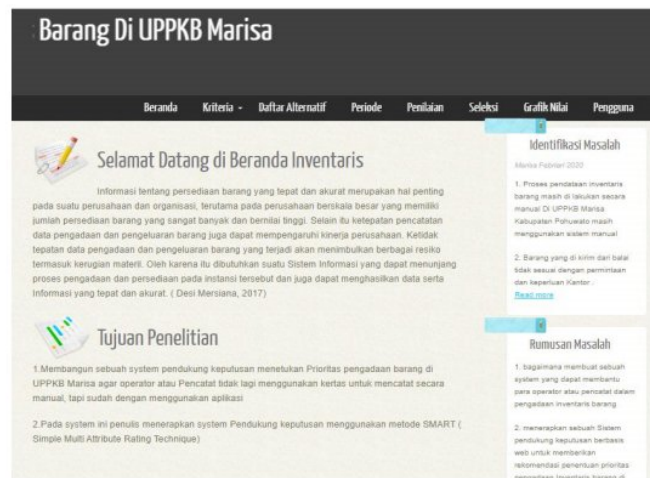 Barang Di UPPKB Marisa
Beranda Kriteria Daftar Alternatif Periode Penilaian Seleksi Grafik Nilai Pengguna
Selamat Datang di Beranda Inventaris
Informasi tentang persediaan barang yang tepat dan akurat merupakan hal penting
pada suatu perusahaan dan organisasi, terutama pada perusahaan berskala besar yang memiliki
jumlah persediaan barang yang sangat banyak dan bernilai tinggi. Selain itu ketepatan pencatatan
data pengadaan dan pengeluaran barang juga dapat mempengaruhi kinerja perusahaan. Ketidak
tepatan data pengadaan dan pengeluaran barang yang terjadi akan menimbulkan berbagai resiko
termasuk kerugian materil. Oleh karena itu dibutuhkan suatu Sistem Informasi yang dapat menunjang
proses pengadaan dan persediaan pada instansi tersebut dan juga dapat menghasilkan data serta
Informasi yang tepat dan akurat. ( Desi Mersiana, 2017)
Tujuan Penelitian
1.Membangun sebuah system pendukung keputusan menetukan Prioritas pengadaan barang di
UPPKB Marisa agar operator atau Pencatat tidak lagi menggunakan kertas untuk mencatat secara
manual, tapi sudah dengan menggunakan aplikasi
2.Pada system ini penulis menerapkan system Pendukung keputusan menggunakan metode SMART (
Simple Multi Attribute Rating Technique)
Identifikasi Masalah
Marisa Februari 2020
1. Proses pendataan inventaris
barang masih di lakukan secara
manual Di UPPKB Marisa
Kabupaten Pohuwato masih
menggunakan sistem manual
2. Barang yang di kirim dari balai
tidak sesuai dengan permintaan
dan keperluan Kantor .
Read more
Rumusan Masalah
1. bagaimana membuat sebuah
system yang dapat membantu
para operator atau pencatat dalam
pengadaan inventaris barang
2. menerapkan sebuah Sistem
pendukung keputusan berbasis
web untuk memberikan
rekomendasi penentuan prioritas
pengadaan Inventaris barang di